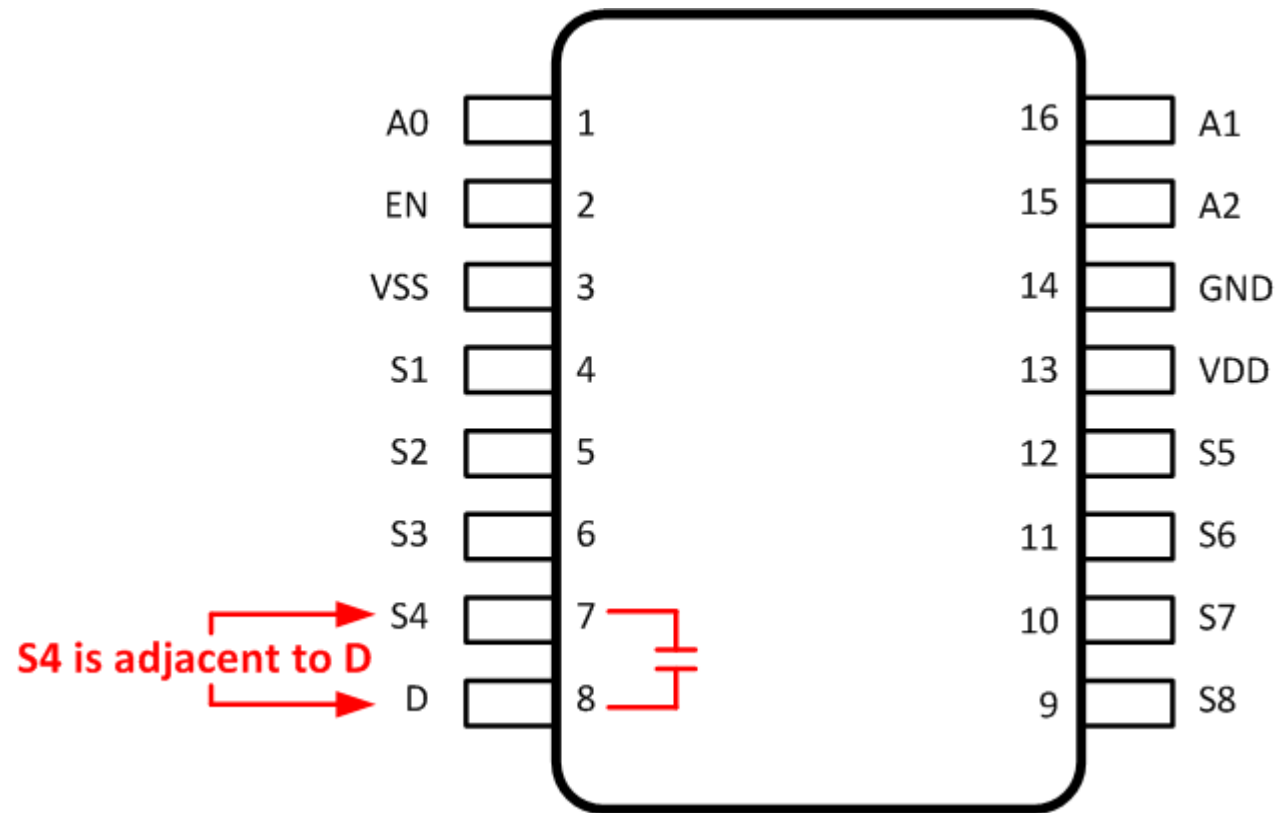 A0 1 16 A1
EN 2 15 A2
VSS 3 14 GND
S1 4 13 VDD
S2 5 12 S5
S3 6 11 S6
S4 7 10 S7
S4 is adjacent to D
D 8 9 S8